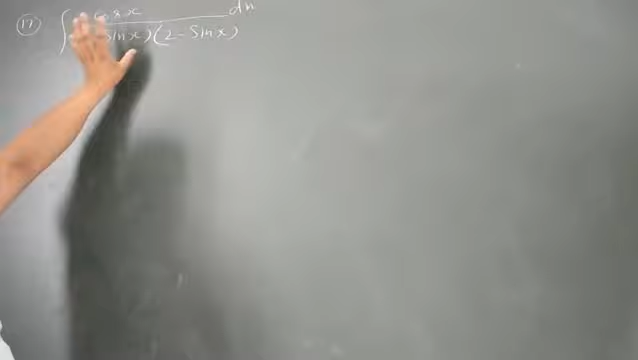 17 ∫ cos x dx
sin x) (2 - sin x)